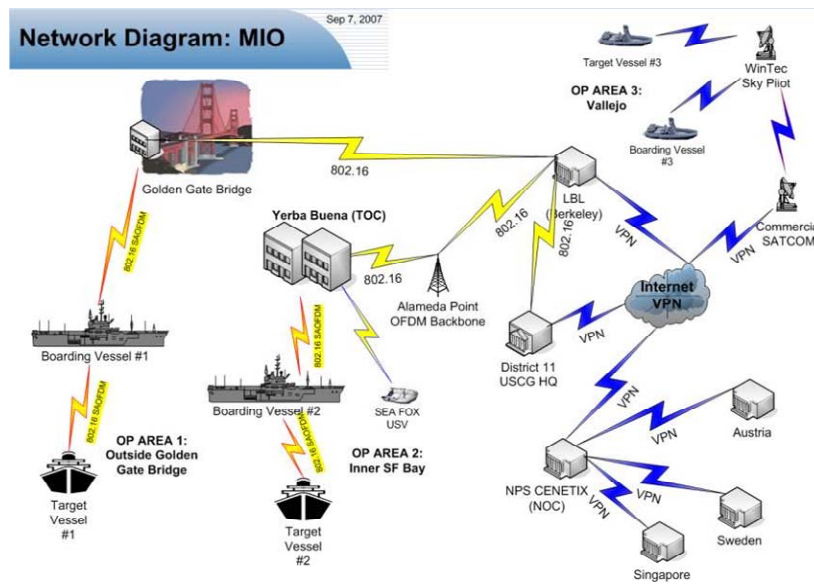 Sep 7, 2007
Network Diagram: MIO
Target Vessel #3
WinTec
Sky Pilot
OP AREA 3:
Vallejo
Boarding Vessel
#3
Golden Gate Bridge
802.16
LBL
(Berkeley)
802.16 SAOFDM
Yerba Buena (TOC)
802.16
802.16
VPN
VPN
Commercial
SATCOM
802.16
Alameda Point
OFDM Backbone
Internet
VPN
Boarding Vessel #1
802.16 SAOFDM
District 11
USCG HQ
VPN
802.16 SAOFDM
Boarding Vessel #2
SEA FOX
USV
VPN
OP AREA 1:
Outside Golden
Gate Bridge
802.16 SAOFDM
OP AREA 2:
Inner SF Bay
VPN
Austria
Target
Vessel
#1
Target
Vessel
#2
NPS CENETIX
(NOC)
VPN
VPN
Sweden
Singapore